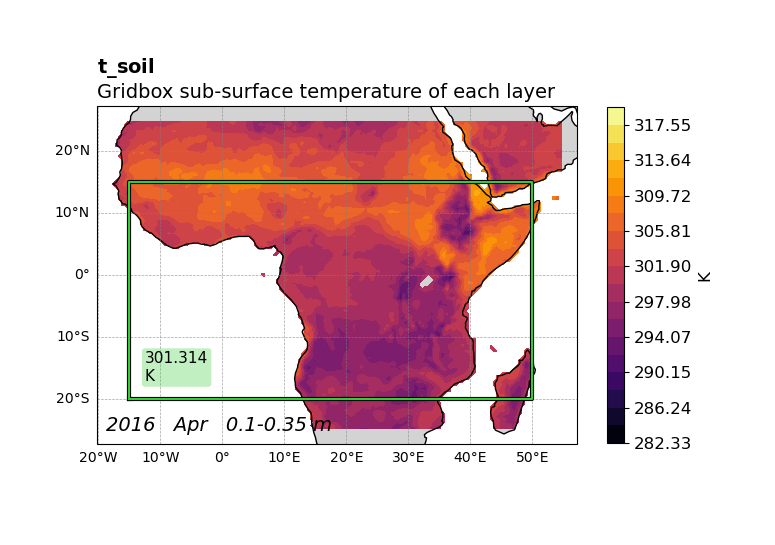 t_soil
Gridbox sub-surface temperature of each layer
20°N
10°N
0°
10°S
20°S
20°W 10°W 0° 10°E 20°E 30°E 40°E 50°E
301.314
K
2016 Apr 0.1-0.35 m
317.55
313.64
309.72
305.81
301.90
297.98
294.07
290.15
286.24
282.33
K